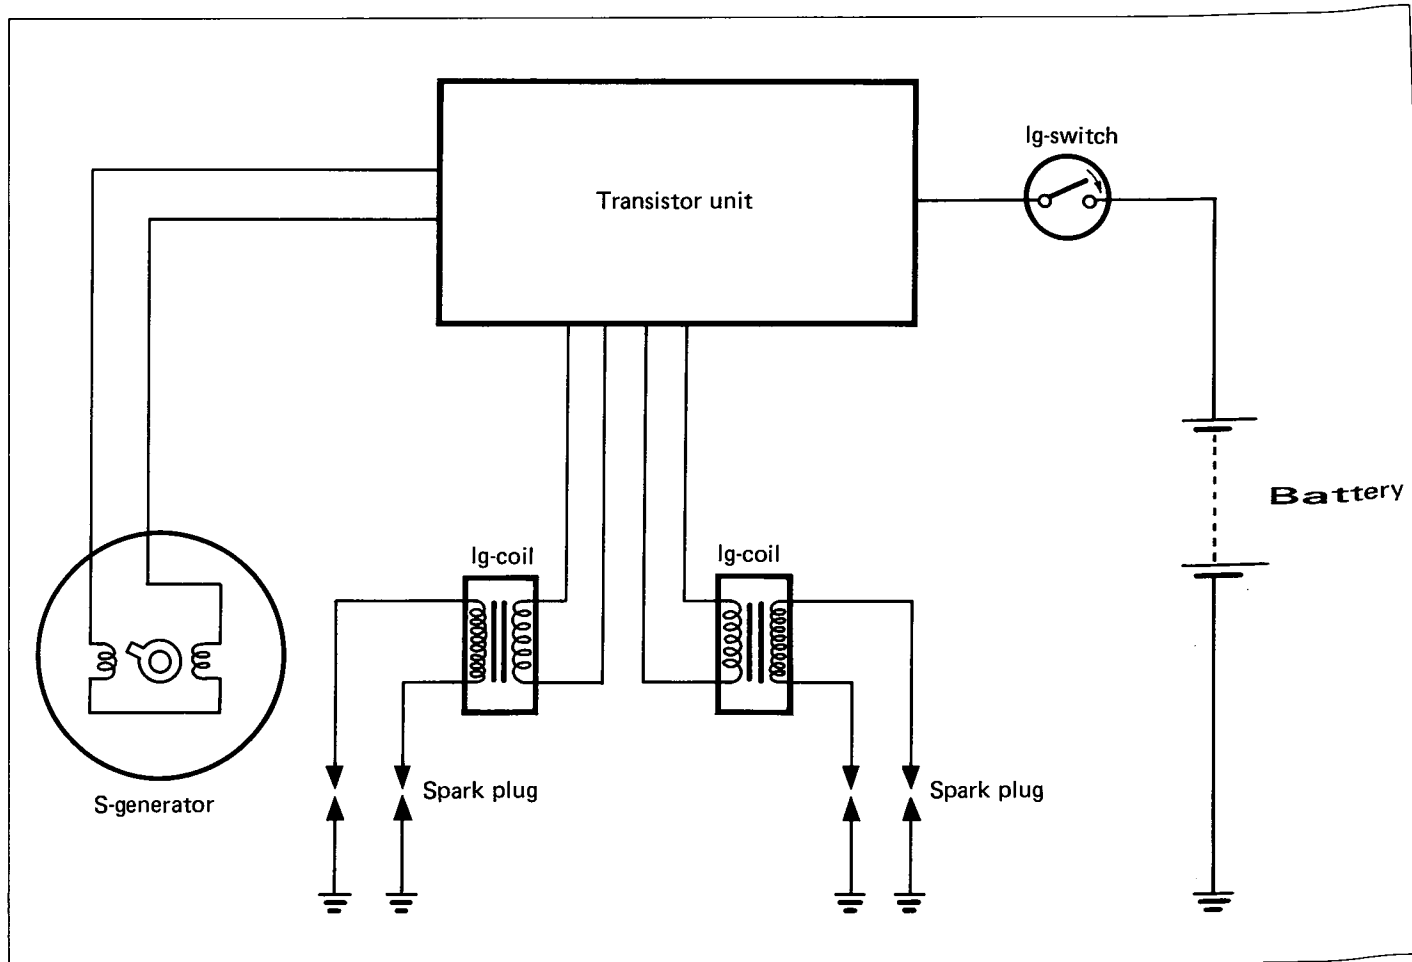 Ig-switch
Transistor unit
Battery
Ig-coil
Ig-coil
Spark plug
Spark plug
S-generator